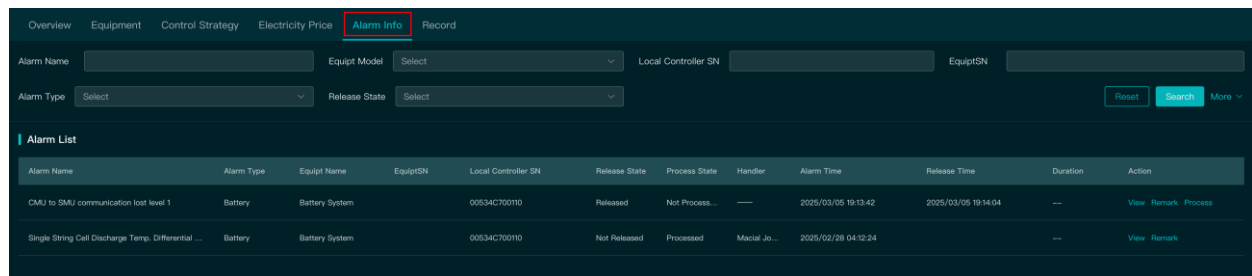 Overview Equipment Control Strategy Electricity Price Alarm Info Record
Alarm Name Equipt Model Select Local Controller SN EquiptSN
Alarm Type Select Release State Select Reset Search More
Alarm List
Alarm Name Alarm Type Equipt Name EquiptSN Local Controller SN Release State Process State Handler Alarm Time Release Time Duration Action
CMU to SMU communication lost level 1 Battery Battery System 00534C700110 Released Not Process... —— 2025/03/05 19:13:42 2025/03/05 19:14:04 -- View Remark Process
Single String Cell Discharge Temp. Differential ... Battery Battery System 00534C700110 Not Released Processed Macial Jo... 2025/02/28 04:12:24 -- View Remark